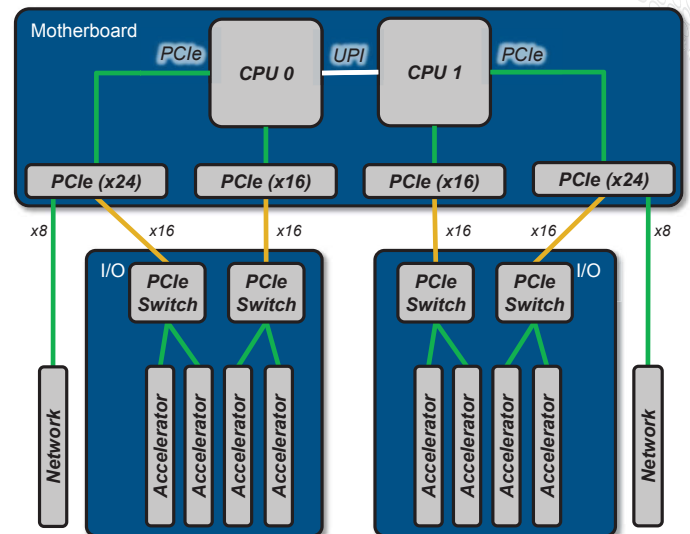 Motherboard
PCIe
CPU 0
UPI
CPU 1
PCIe
PCIe (x24)
PCIe (x16)
PCIe (x16)
PCIe (x24)
x8
x16
x16
x16
x16
x8
I/O
PCIe
Switch
PCIe
Switch
PCIe
Switch
PCIe
Switch
I/O
Network
Accelerator
Accelerator
Accelerator
Accelerator
Accelerator
Accelerator
Accelerator
Accelerator
Network